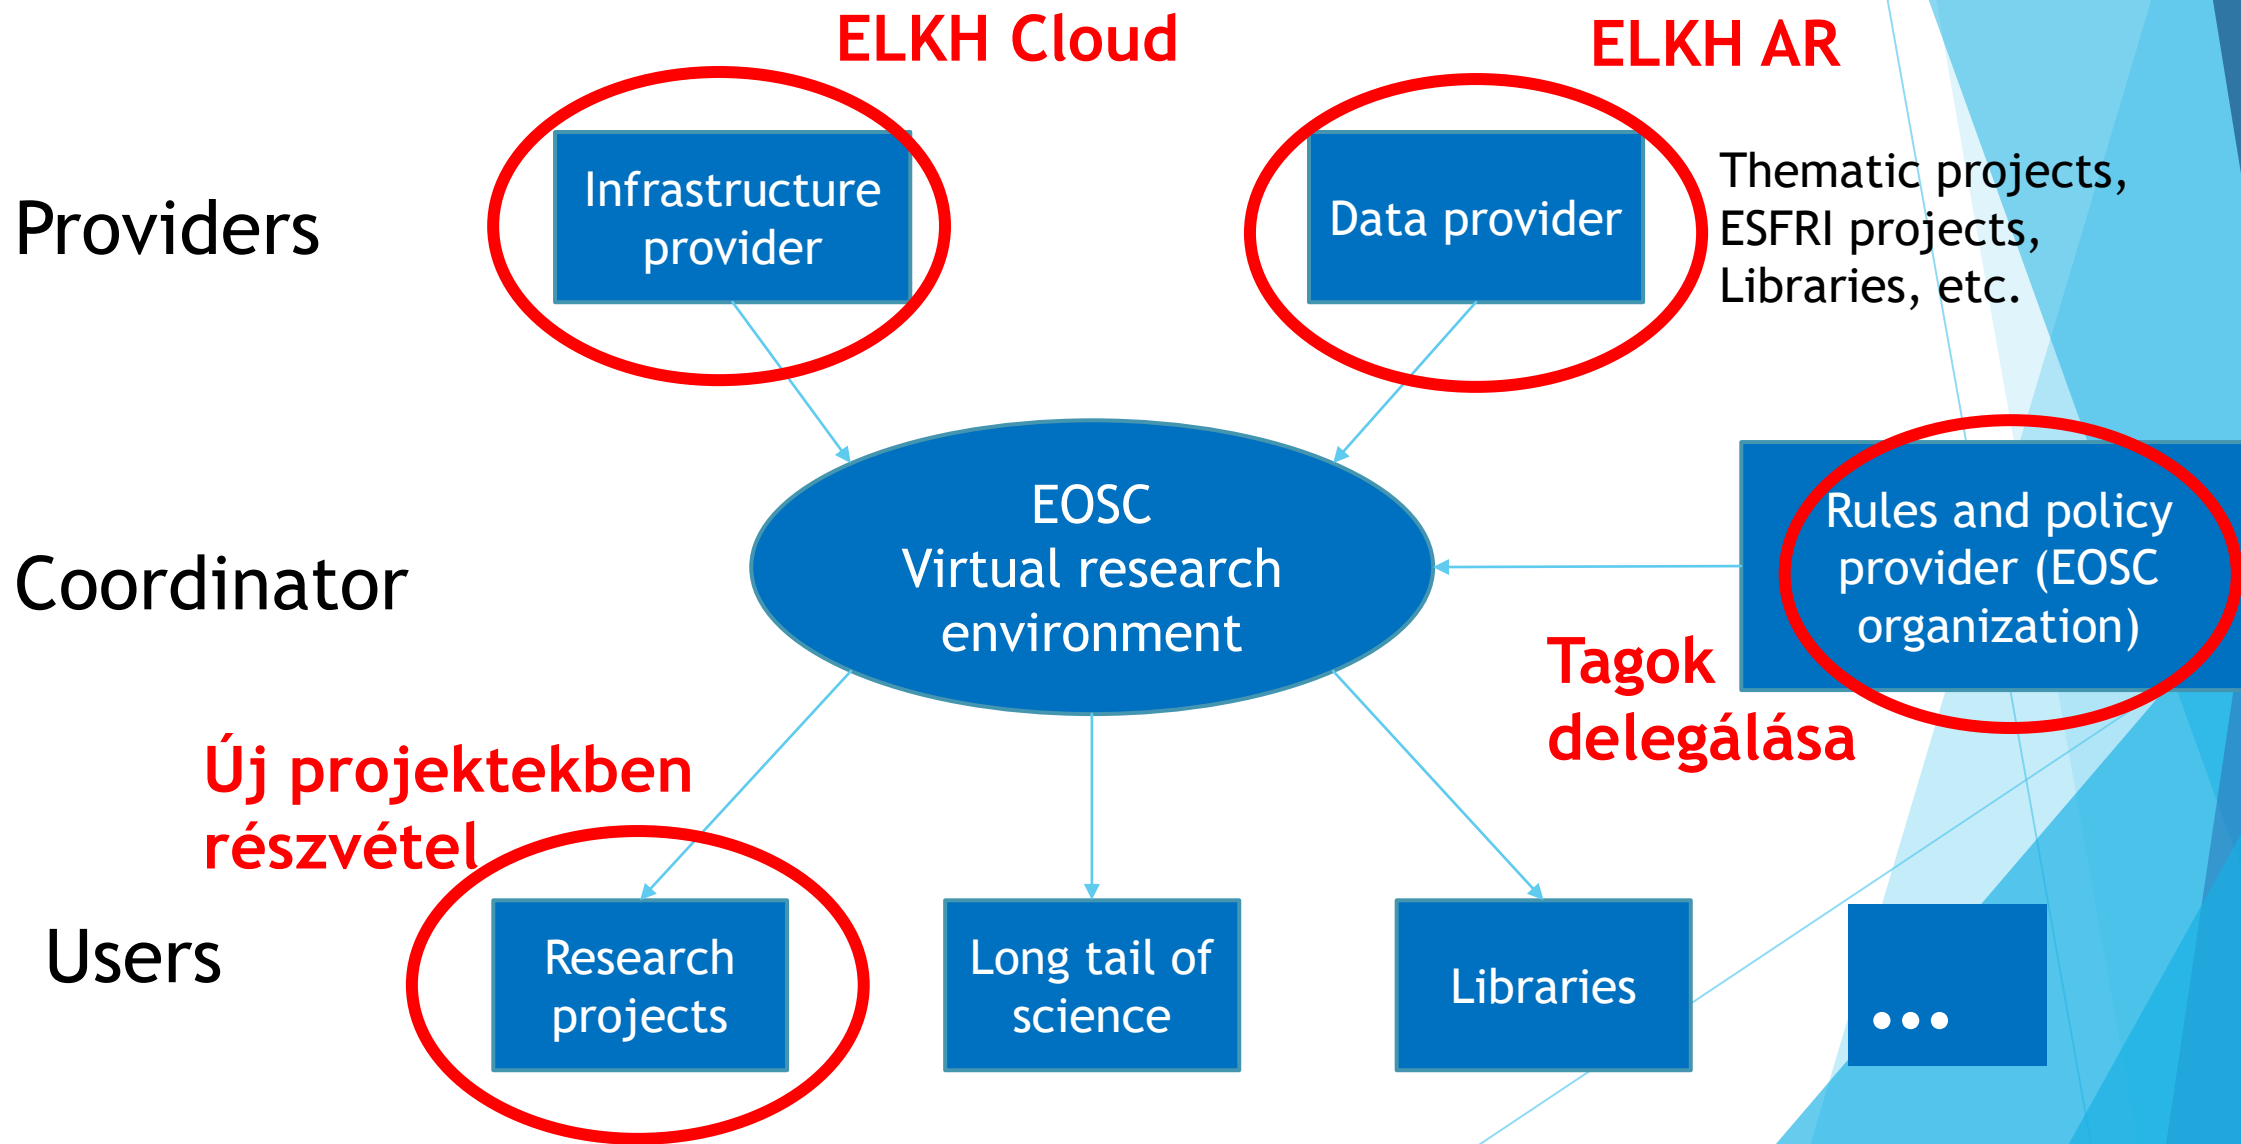 ELKH Cloud
ELKH AR
Providers
Infrastructure
provider
Data provider
Thematic projects,
ESFRI projects,
Libraries, etc.
Coordinator
EOSC
Virtual research
environment
Rules and policy
provider (EOSC
organization)
Tagok
delegálása
Új projektekben
részvétel
Users
Research
projects
Long tail of
science
Libraries
...